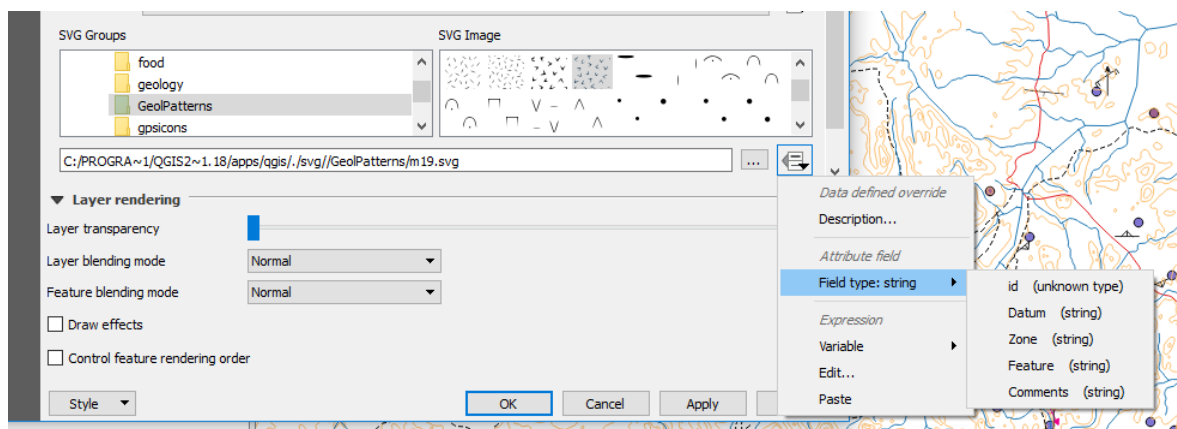 SVG Groups
SVG Image
food
geology
GeolPatterns
gpsicons
C:/PROGRA~1/QGIS2~1.18/apps/qgis/./svg//GeolPatterns/m19.svg
...
Layer rendering
Layer transparency
Layer blending mode
Normal
Feature blending mode
Normal
Draw effects
Control feature rendering order
Style
OK
Cancel
Apply
Data defined override
Description...
Attribute field
Field type: string
Expression
Variable
Edit...
Paste
id (unknown type)
Datum (string)
Zone (string)
Feature (string)
Comments (string)